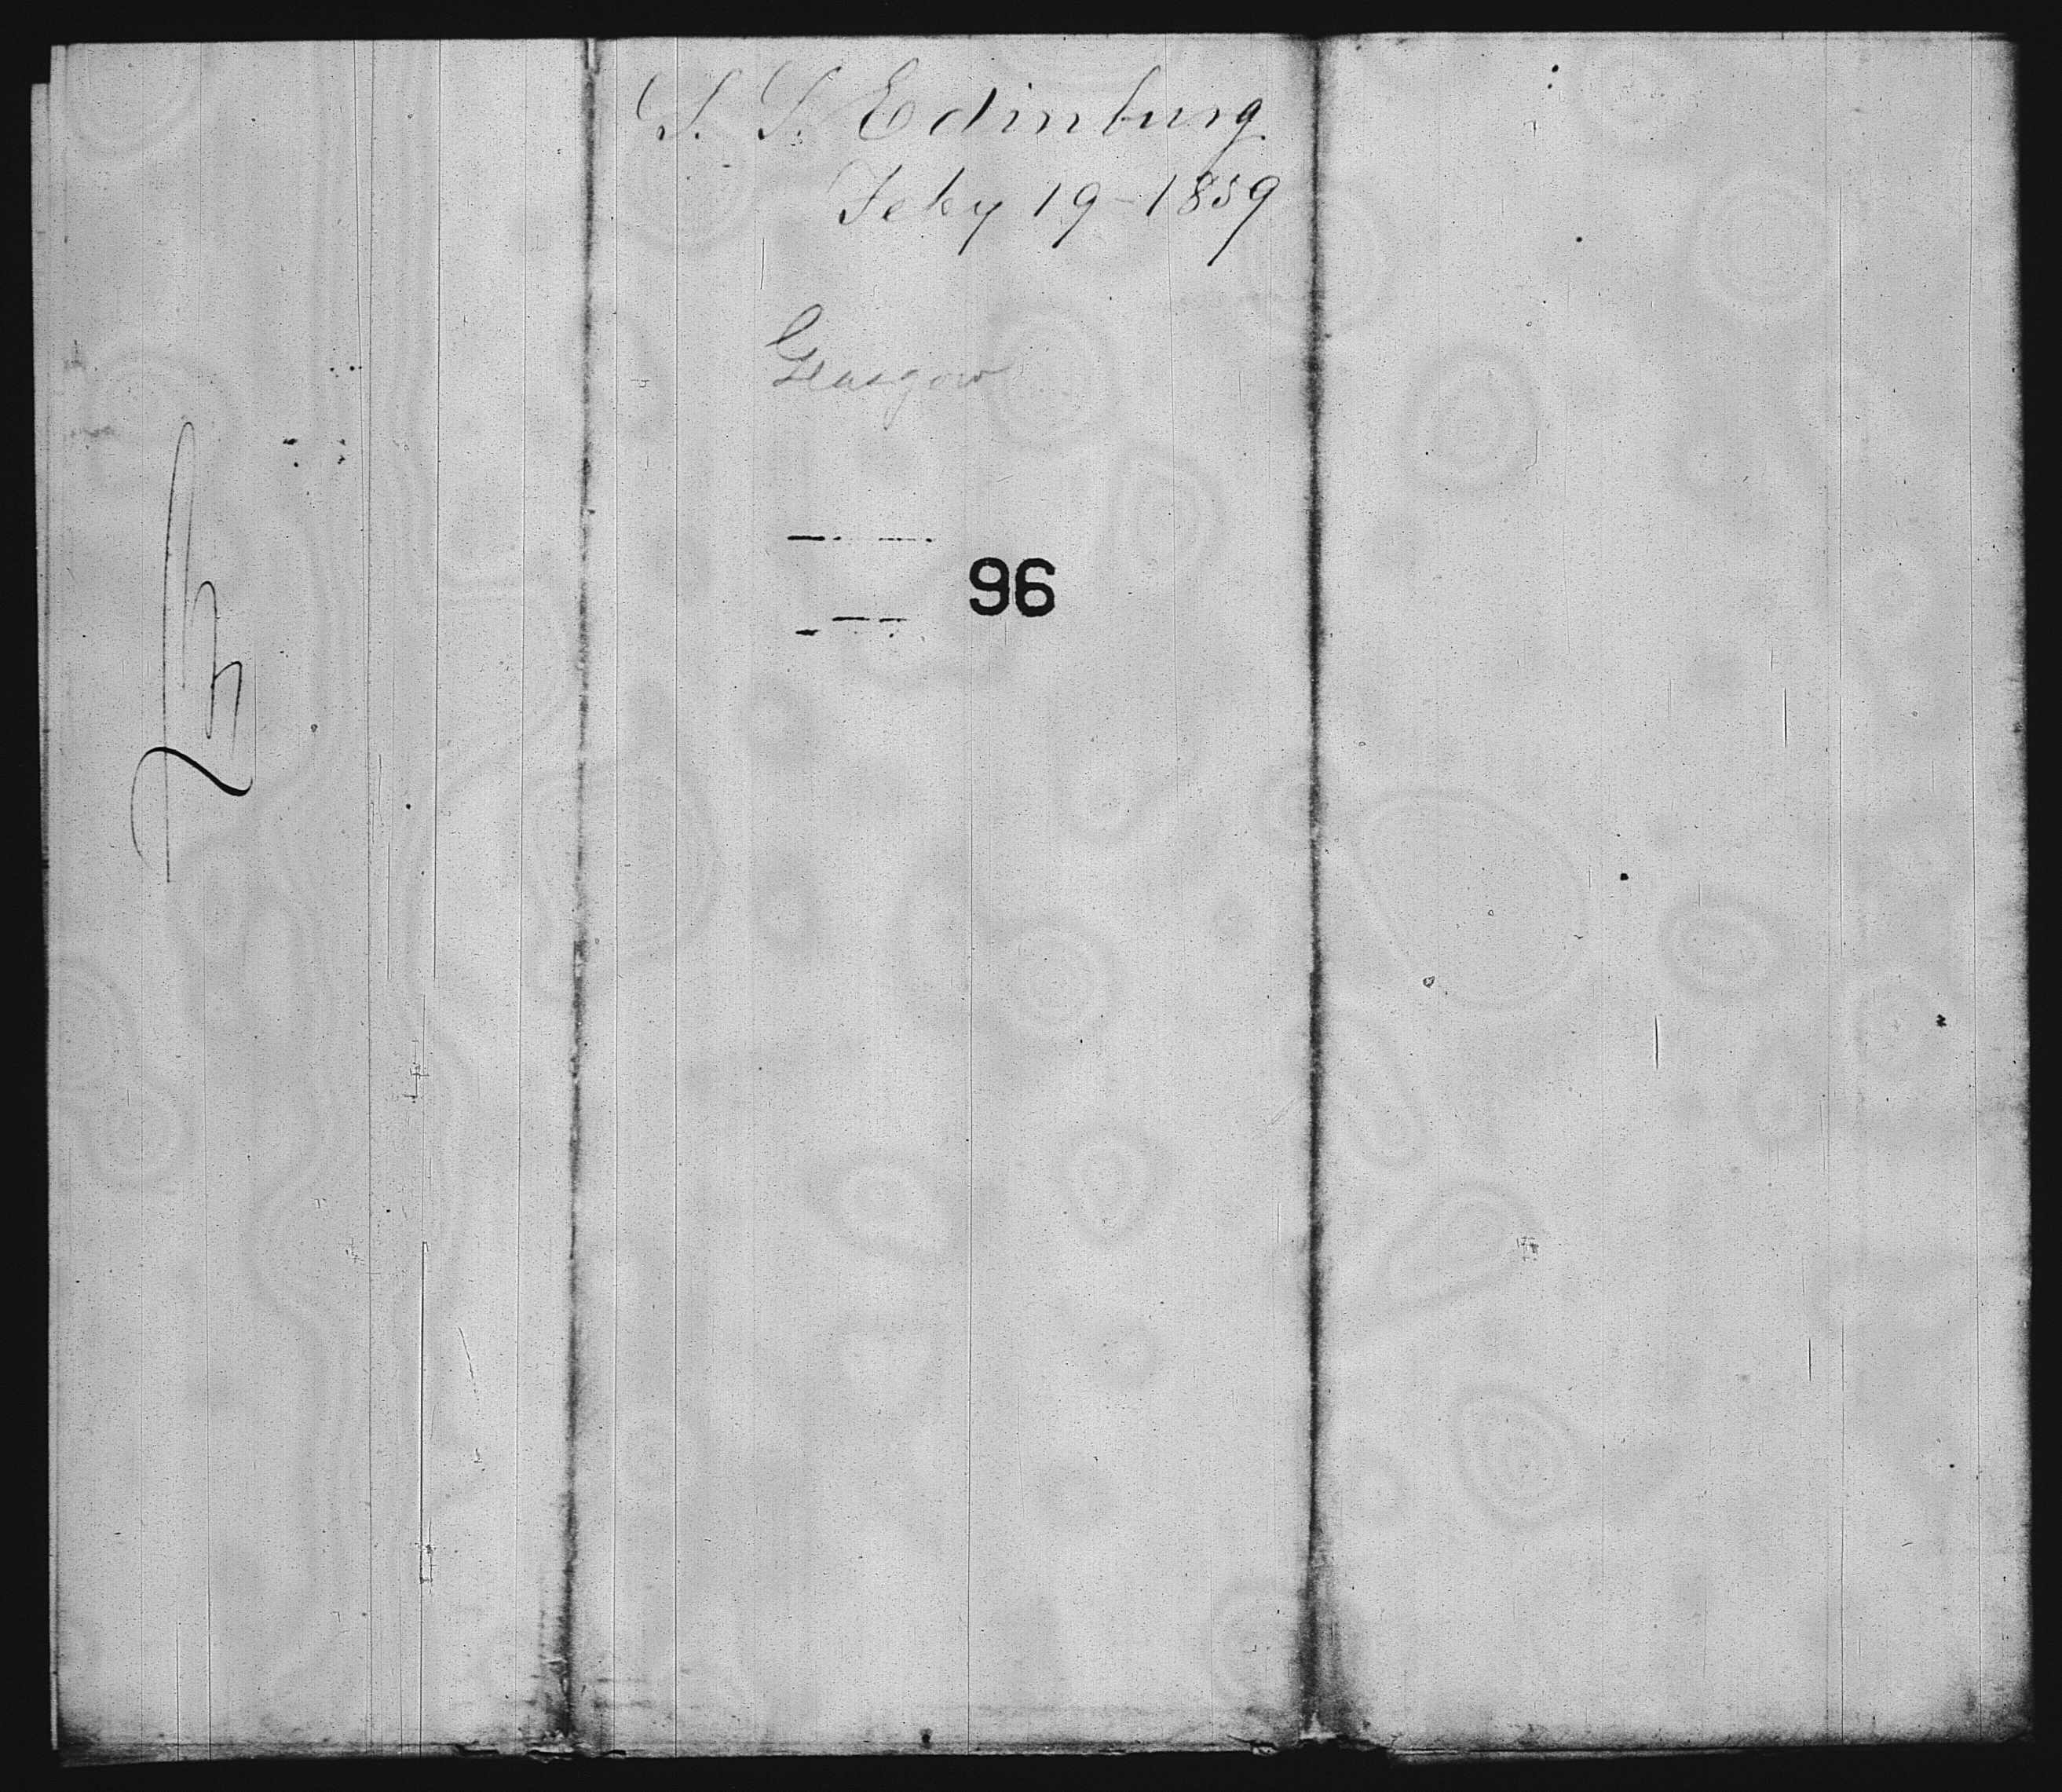 S. S. Edinburg
Feby 19 - 1859
Glasgow
96